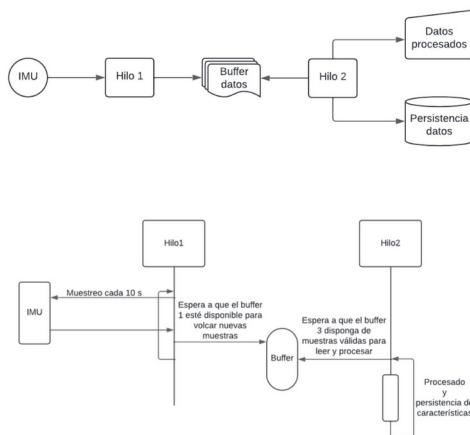 IMU
Hilo 1
Buffer
datos
Hilo 2
Datos
procesados
Persistencia
datos
Hilo1
Hilo2
IMU
Muestreo cada 10 s
Espera a que el buffer
1 esté disponible para
volcar nuevas
muestras
Buffer
Espera a que el buffer
3 disponga de
muestras válidas para
leer y procesar
Procesado
y
persistencia de
características